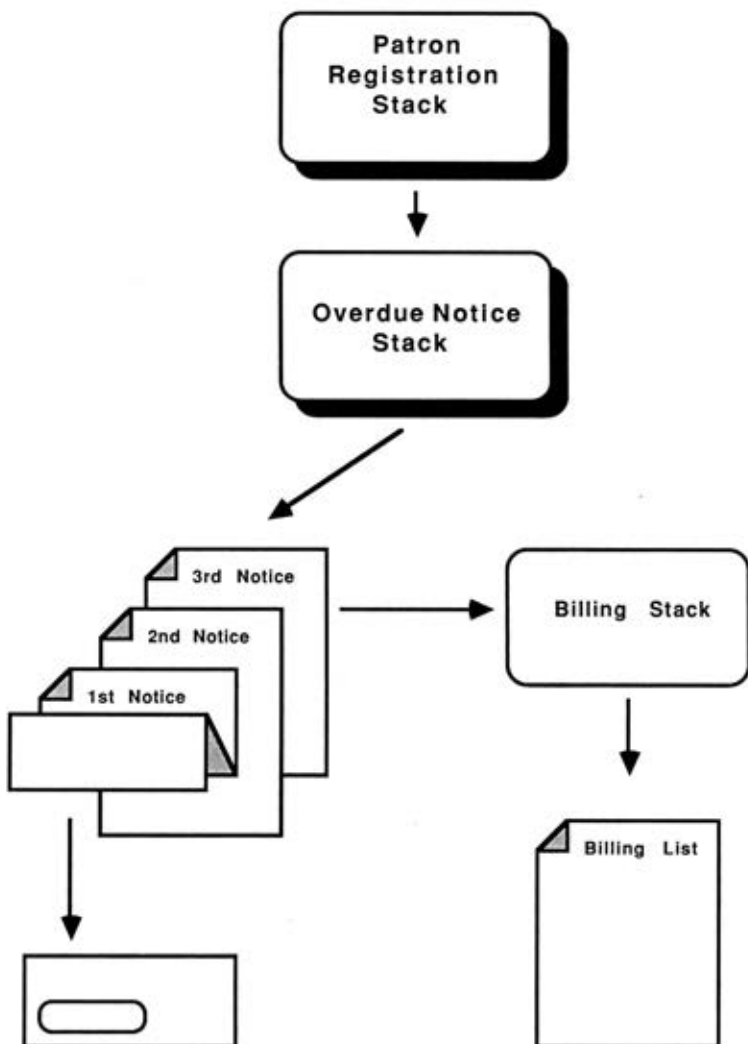 Patron
Registration
Stack
Overdue Notice
Stack
3rd Notice
2nd Notice
1st Notice
Billing Stack
Billing List